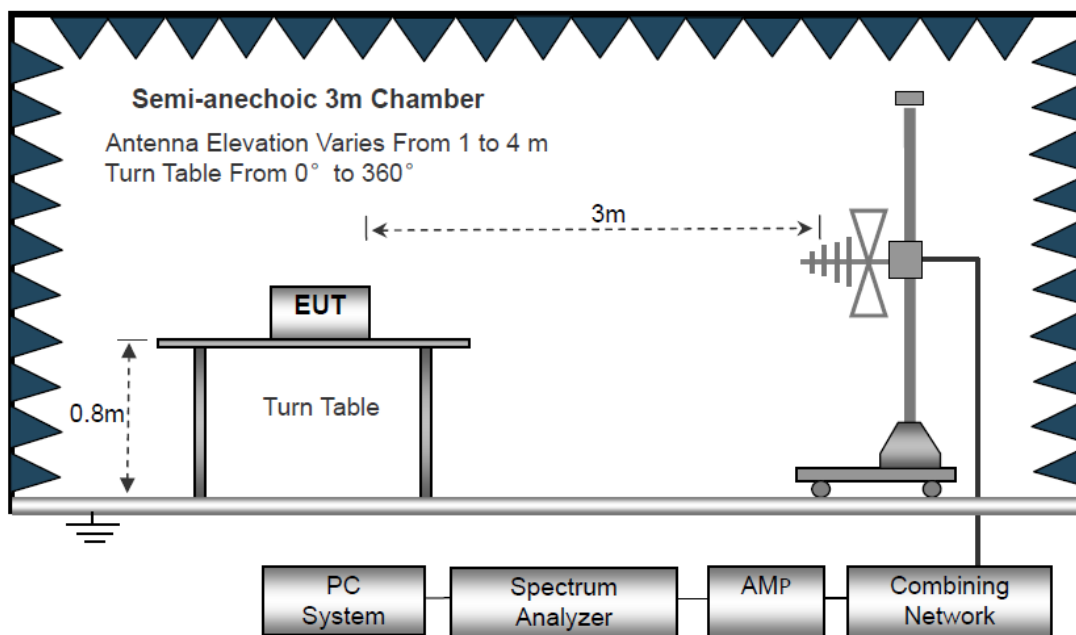 Semi-anechoic 3m Chamber
Antenna Elevation Varies From 1 to 4 m
Turn Table From 0° to 360°
3m
EUT
0.8m
Turn Table
PC
System
Spectrum
Analyzer
AMP
Combining
Network